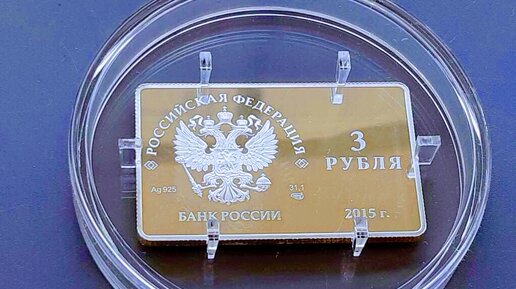 РОССИЙСКАЯ ФЕДЕРАЦИЯ
3
РУБЛЯ
Ag 925
31,1
БАНК РОССИИ
2015 г.